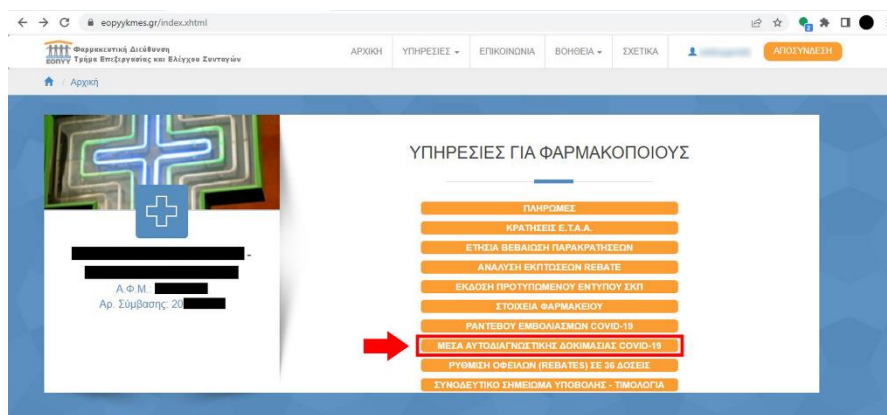 eopyykmes.gr/index.xhtml
ΕΟΠΥΥ
Φαρμακευτική Διεύθυνση
Τμήμα Επεξεργασίας και Ελέγχου Συνταγών
ΑΡΧΙΚΗ ΥΠΗΡΕΣΙΕΣ ΕΠΙΚΟΙΝΩΝΙΑ ΒΟΗΘΕΙΑ ΣΧΕΤΙΚΑ ΑΠΟΣΥΝΔΕΣΗ
/ Αρχική
ΥΠΗΡΕΣΙΕΣ ΓΙΑ ΦΑΡΜΑΚΟΠΟΙΟΥΣ
-
Α.Φ.Μ.:
Αρ. Σύμβασης: 20
ΠΛΗΡΩΜΕΣ
ΚΡΑΤΗΣΕΙΣ Ε.Τ.Α.Α.
ΕΤΗΣΙΑ ΒΕΒΑΙΩΣΗ ΠΑΡΑΚΡΑΤΗΣΕΩΝ
ΑΝΑΛΥΣΗ ΕΚΠΤΩΣΕΩΝ REBATE
ΕΚΔΟΣΗ ΠΡΟΤΥΠΩΜΕΝΟΥ ΕΝΤΥΠΟΥ ΣΚΠ
ΣΤΟΙΧΕΙΑ ΦΑΡΜΑΚΕΙΟΥ
ΡΑΝΤΕΒΟΥ ΕΜΒΟΛΙΑΣΜΩΝ COVID-19
ΜΕΣΑ ΑΥΤΟΔΙΑΓΝΩΣΤΙΚΗΣ ΔΟΚΙΜΑΣΙΑΣ COVID-19
ΡΥΘΜΙΣΗ ΟΦΕΙΛΩΝ (REBATES) ΣΕ 36 ΔΟΣΕΙΣ
ΣΥΝΟΔΕΥΤΙΚΟ ΣΗΜΕΙΩΜΑ ΥΠΟΒΟΛΗΣ - ΤΙΜΟΛΟΓΙΑ